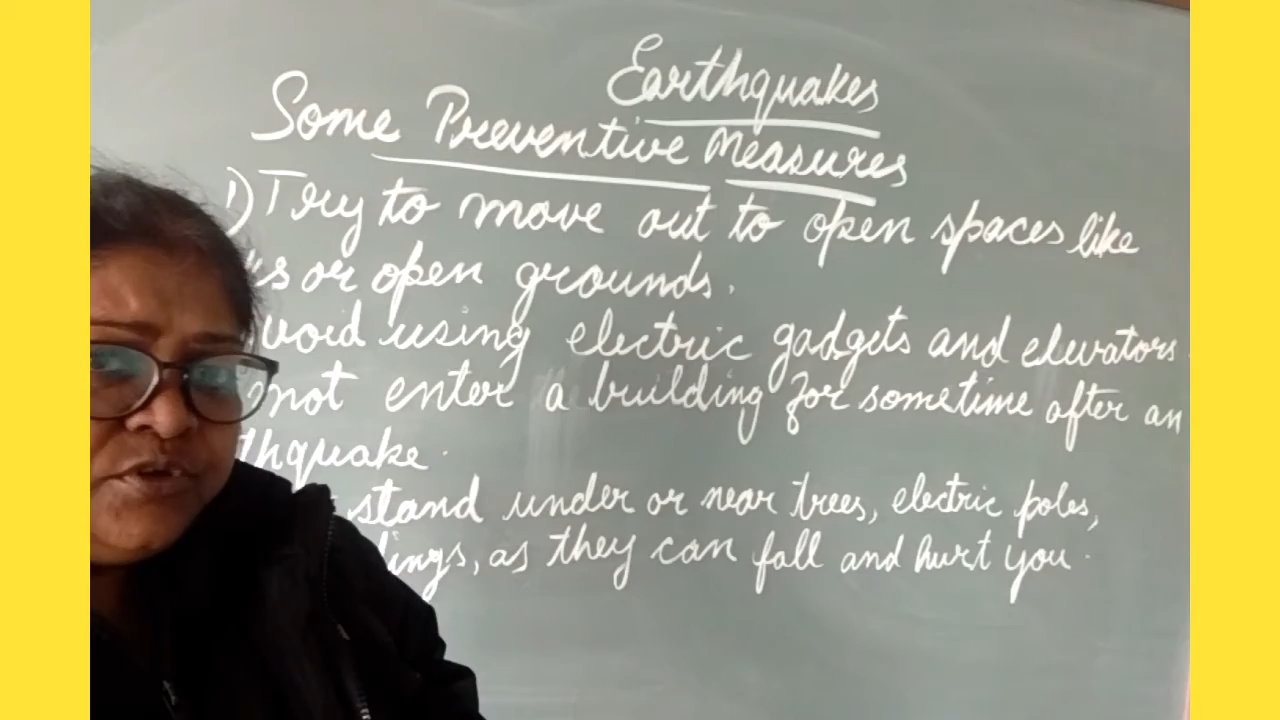 Earthquakes
Some Preventive Measures
1) Try to move out to open spaces like
s or open grounds.
void using electric gadgets and elevators.
not enter a building for sometime after an
thquake.
stand under or near trees, electric poles,
ings, as they can fall and hurt you.